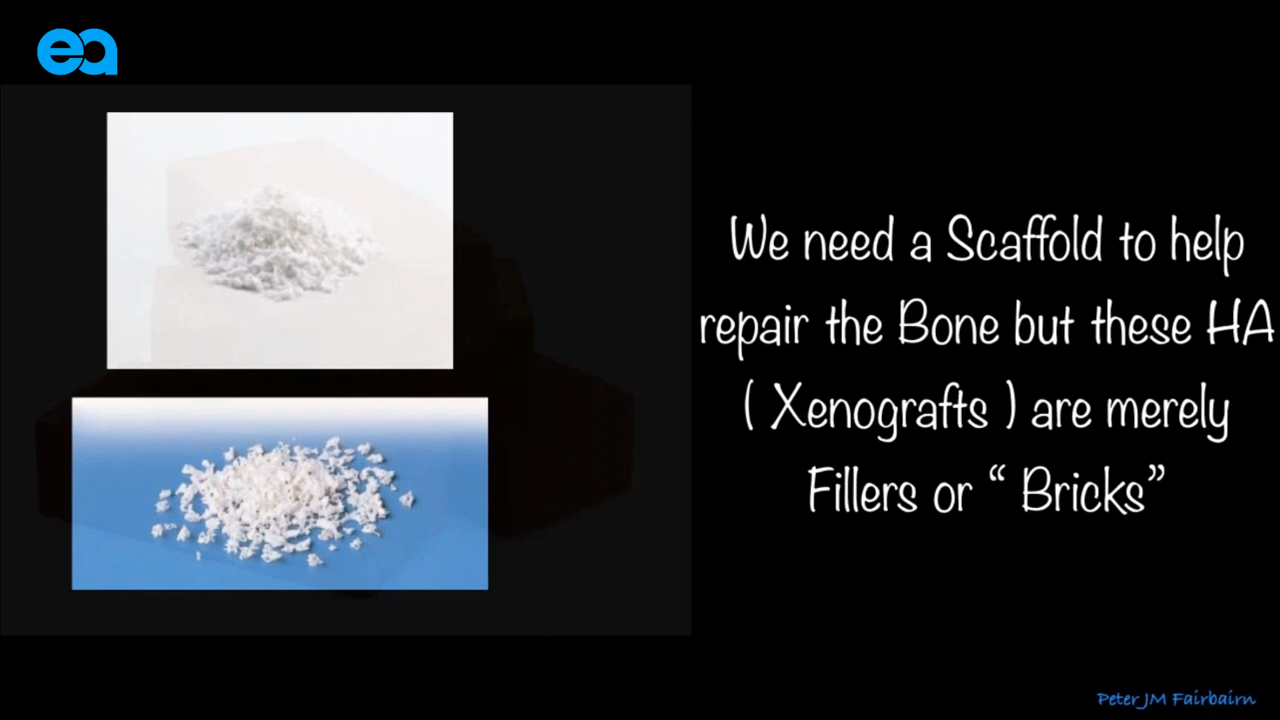 ea
We need a Scaffold to help
repair the Bone but these HA
( Xenografts ) are merely
Fillers or “ Bricks”
Peter JM Fairbairn